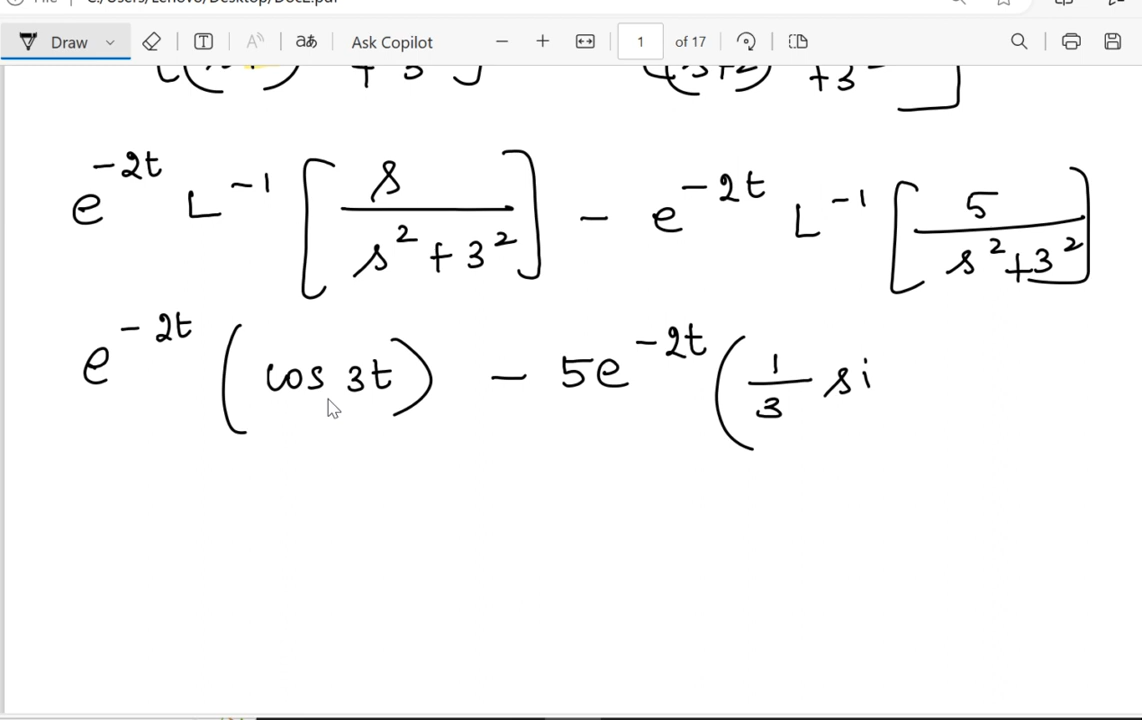 Draw Ask Copilot 1 of 17
e^{-2t} L^{-1} [ s / (s^2 + 3^2) ] - e^{-2t} L^{-1} [ 5 / (s^2 + 3^2) ]
e^{-2t} ( cos 3t ) - 5e^{-2t} ( 1/3 si